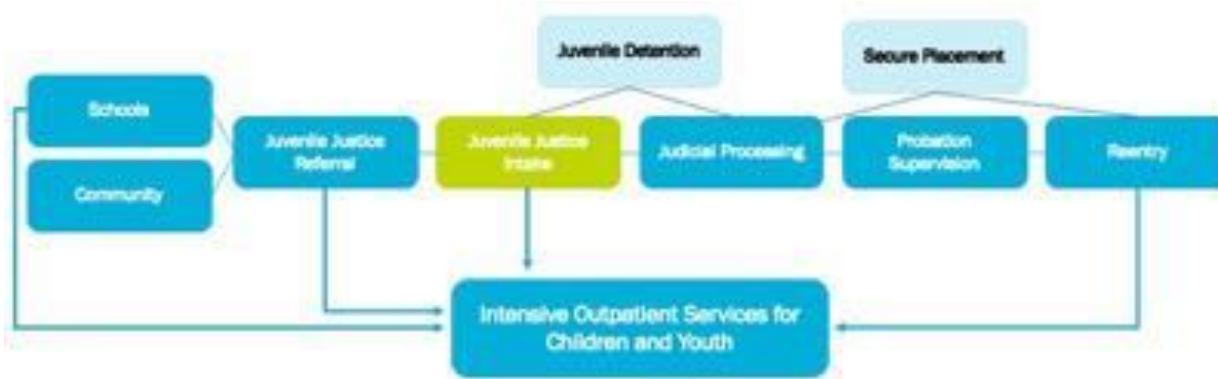 Juvenile Detention
Secure Placement
Schools
Community
Juvenile Justice
Referral
Juvenile Justice
Intake
Judicial Processing
Probation
Supervision
Reentry
Intensive Outpatient Services for
Children and Youth